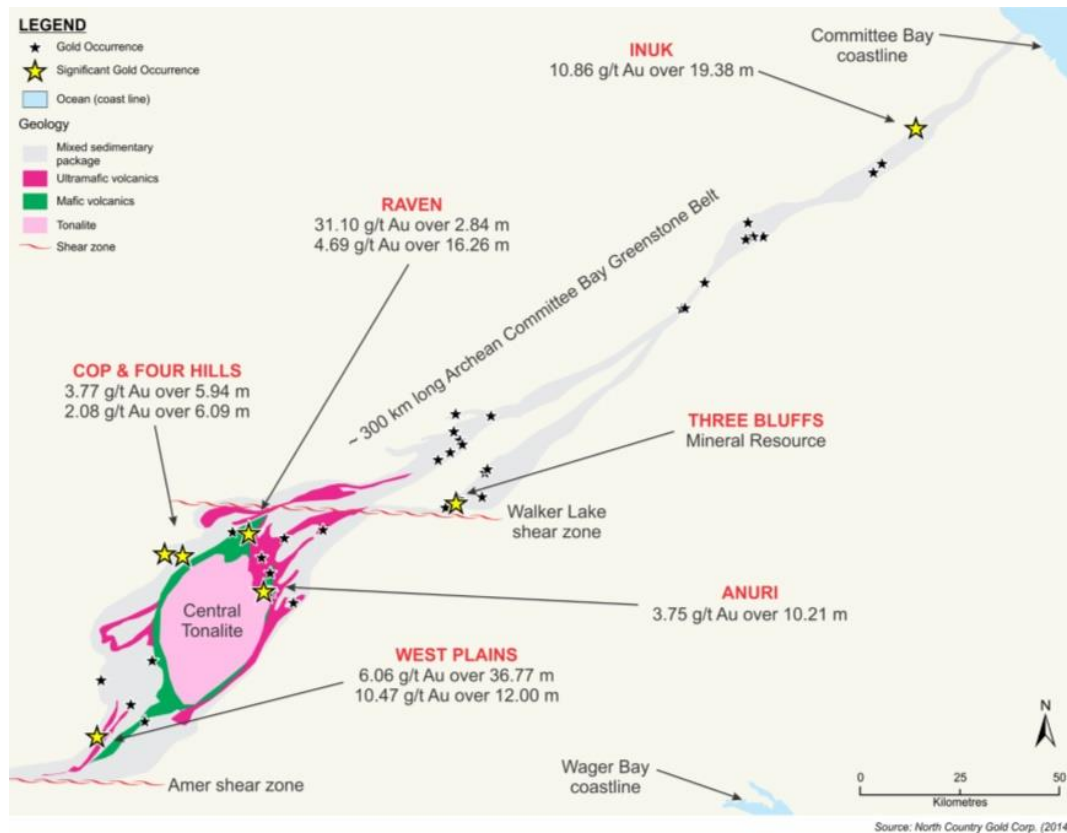 LEGEND
Gold Occurrence
Significant Gold Occurrence
Ocean (coast line)
Geology
Mixed sedimentary
package
Ultramafic volcanics
Mafic volcanics
Tonalite
Shear zone
Committee Bay
coastline
INUK
10.86 g/t Au over 19.38 m
RAVEN
31.10 g/t Au over 2.84 m
4.69 g/t Au over 16.26 m
~ 300 km long Archean Committee Bay Greenstone Belt
COP & FOUR HILLS
3.77 g/t Au over 5.94 m
2.08 g/t Au over 6.09 m
THREE BLUFFS
Mineral Resource
Walker Lake
shear zone
ANURI
3.75 g/t Au over 10.21 m
Central
Tonalite
WEST PLAINS
6.06 g/t Au over 36.77 m
10.47 g/t Au over 12.00 m
Amer shear zone
Wager Bay
coastline
N
0 25 50
Kilometres
Source: North Country Gold Corp. (2014